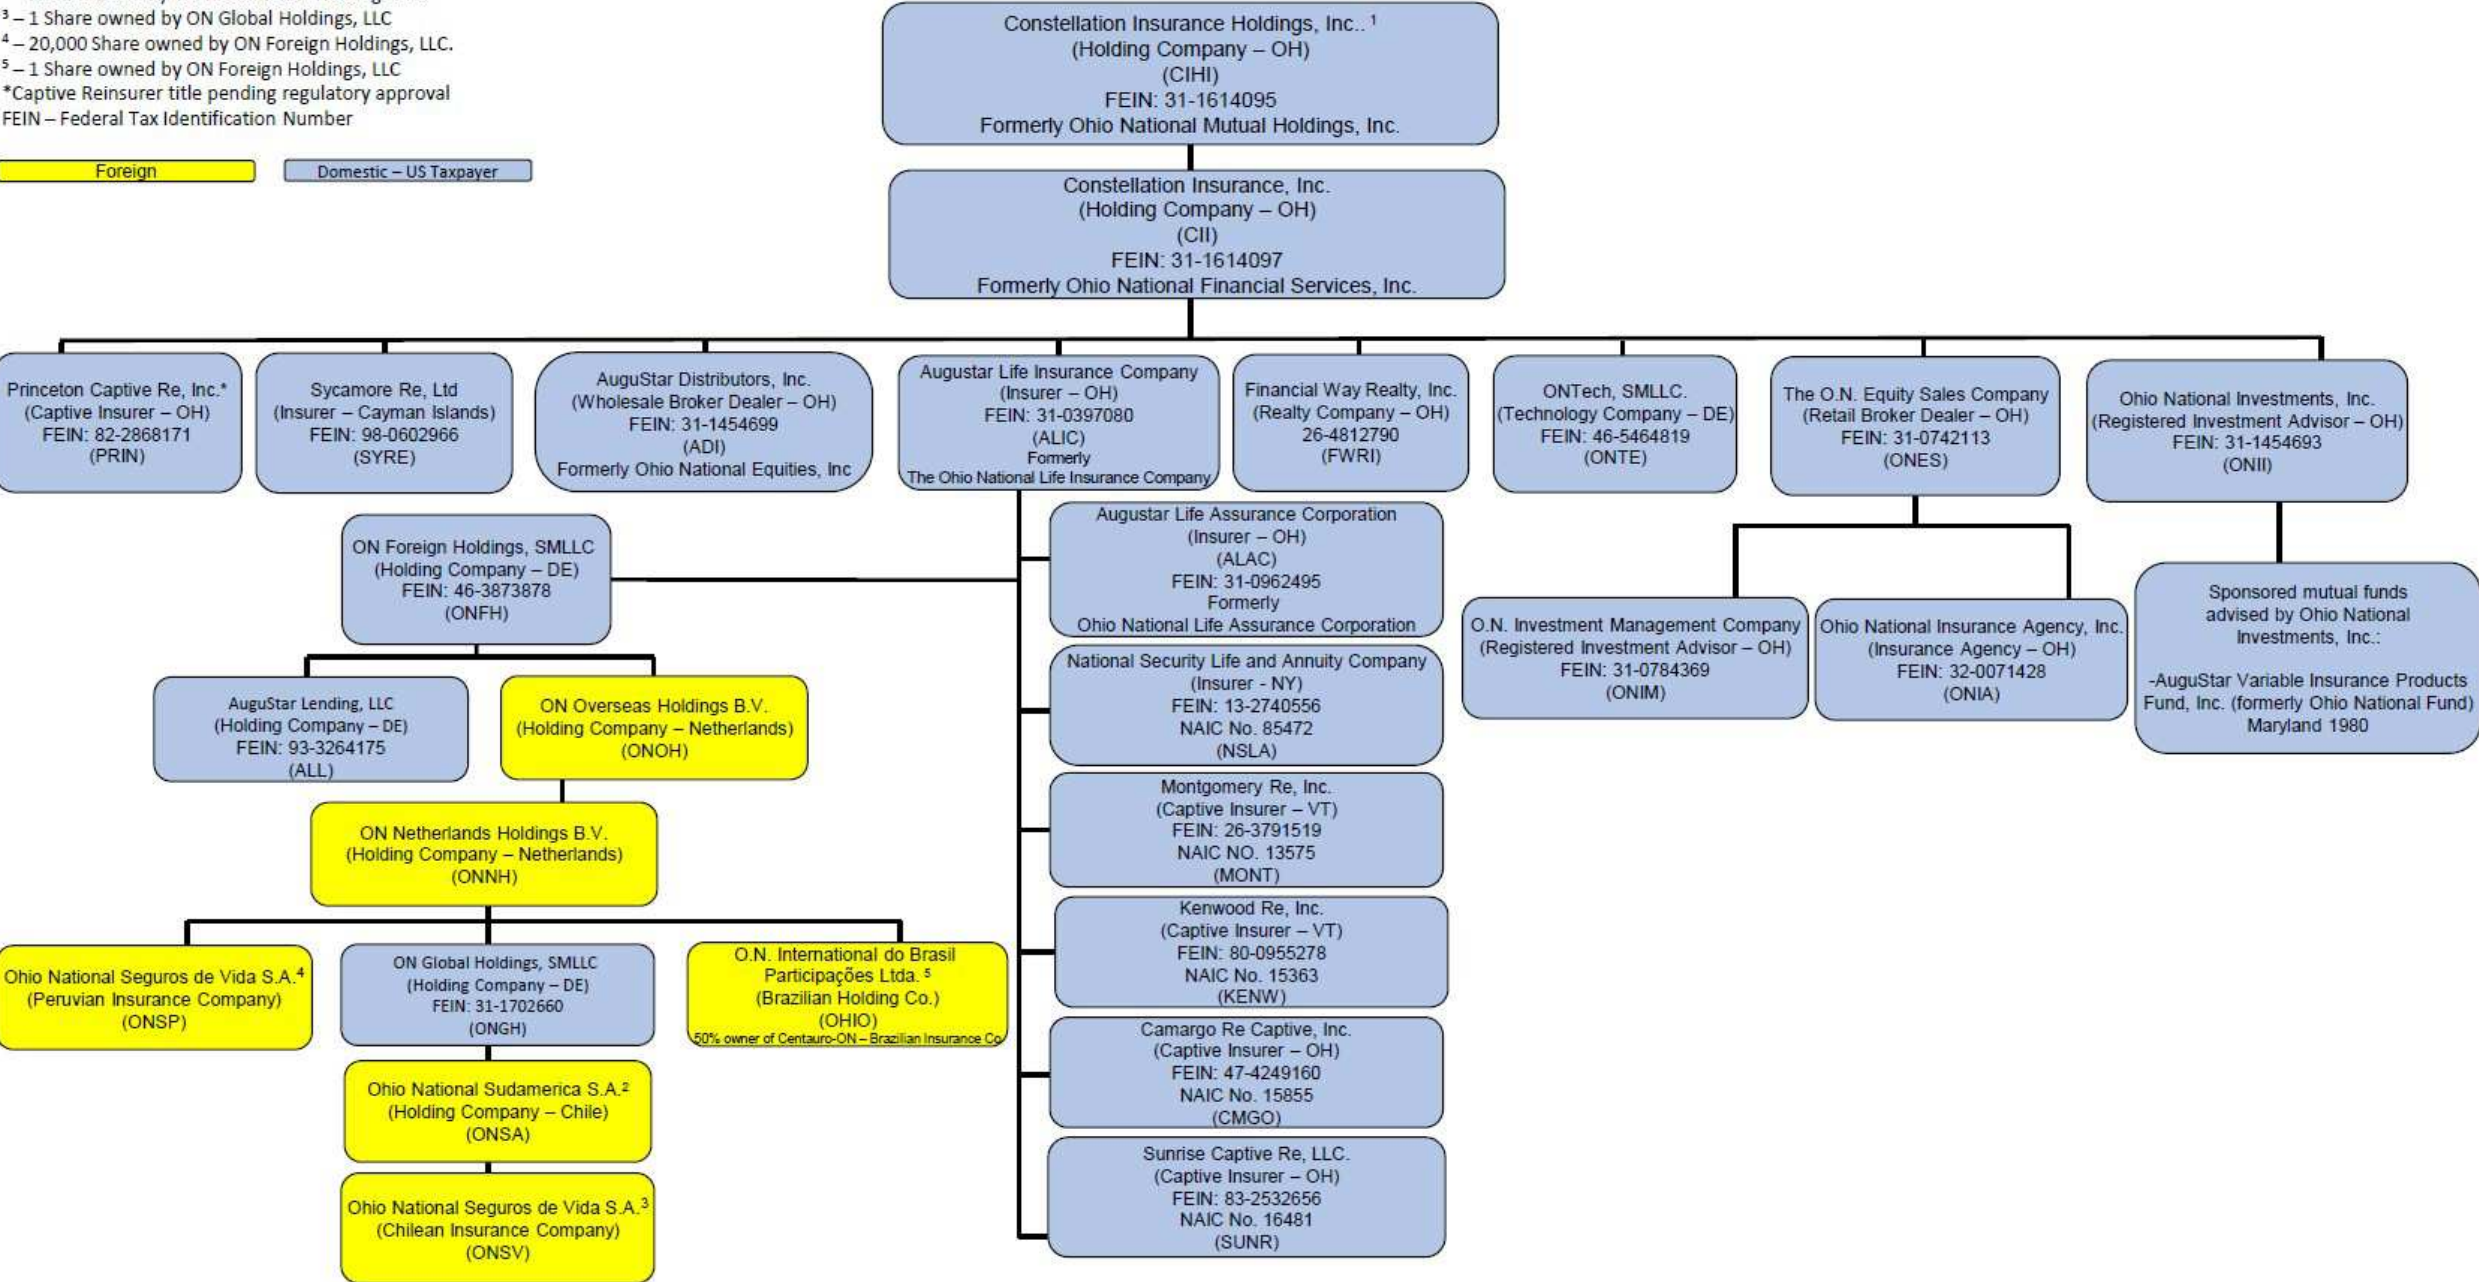 ³ – 1 Share owned by ON Global Holdings, LLC
⁴ – 20,000 Share owned by ON Foreign Holdings, LLC.
⁵ – 1 Share owned by ON Foreign Holdings, LLC
*Captive Reinsurer title pending regulatory approval
FEIN – Federal Tax Identification Number
Foreign
Domestic – US Taxpayer
Constellation Insurance Holdings, Inc.. ¹
(Holding Company – OH)
(CIHI)
FEIN: 31-1614095
Formerly Ohio National Mutual Holdings, Inc.
Constellation Insurance, Inc.
(Holding Company – OH)
(CII)
FEIN: 31-1614097
Formerly Ohio National Financial Services, Inc.
Princeton Captive Re, Inc.*
(Captive Insurer – OH)
FEIN: 82-2868171
(PRIN)
Sycamore Re, Ltd
(Insurer – Cayman Islands)
FEIN: 98-0602966
(SYRE)
AuguStar Distributors, Inc.
(Wholesale Broker Dealer – OH)
FEIN: 31-1454699
(ADI)
Formerly Ohio National Equities, Inc
Augustar Life Insurance Company
(Insurer – OH)
FEIN: 31-0397080
(ALIC)
Formerly
The Ohio National Life Insurance Company
Financial Way Realty, Inc.
(Realty Company – OH)
26-4812790
(FWRI)
ONTech, SMLLC.
(Technology Company – DE)
FEIN: 46-5464819
(ONTE)
The O.N. Equity Sales Company
(Retail Broker Dealer – OH)
FEIN: 31-0742113
(ONES)
Ohio National Investments, Inc.
(Registered Investment Advisor – OH)
FEIN: 31-1454693
(ONII)
ON Foreign Holdings, SMLLC
(Holding Company – DE)
FEIN: 46-3873878
(ONFH)
AuguStar Lending, LLC
(Holding Company – DE)
FEIN: 93-3264175
(ALL)
ON Overseas Holdings B.V.
(Holding Company – Netherlands)
(ONOH)
ON Netherlands Holdings B.V.
(Holding Company – Netherlands)
(ONNH)
Ohio National Seguros de Vida S.A.⁴
(Peruvian Insurance Company)
(ONSP)
ON Global Holdings, SMLLC
(Holding Company – DE)
FEIN: 31-1702660
(ONGH)
O.N. International do Brasil
Participações Ltda. ⁵
(Brazilian Holding Co.)
(OHIO)
50% owner of Centauro-ON – Brazilian Insurance Co
Ohio National Sudamerica S.A.²
(Holding Company – Chile)
(ONSA)
Ohio National Seguros de Vida S.A.³
(Chilean Insurance Company)
(ONSV)
Augustar Life Assurance Corporation
(Insurer – OH)
(ALAC)
FEIN: 31-0962495
Formerly
Ohio National Life Assurance Corporation
National Security Life and Annuity Company
(Insurer - NY)
FEIN: 13-2740556
NAIC No. 85472
(NSLA)
Montgomery Re, Inc.
(Captive Insurer – VT)
FEIN: 26-3791519
NAIC NO. 13575
(MONT)
Kenwood Re, Inc.
(Captive Insurer – VT)
FEIN: 80-0955278
NAIC No. 15363
(KENW)
Camargo Re Captive, Inc.
(Captive Insurer – OH)
FEIN: 47-4249160
NAIC No. 15855
(CMGO)
Sunrise Captive Re, LLC.
(Captive Insurer – OH)
FEIN: 83-2532656
NAIC No. 16481
(SUNR)
O.N. Investment Management Company
(Registered Investment Advisor – OH)
FEIN: 31-0784369
(ONIM)
Ohio National Insurance Agency, Inc.
(Insurance Agency – OH)
FEIN: 32-0071428
(ONIA)
Sponsored mutual funds
advised by Ohio National
Investments, Inc.:
-AuguStar Variable Insurance Products
Fund, Inc. (formerly Ohio National Fund)
Maryland 1980